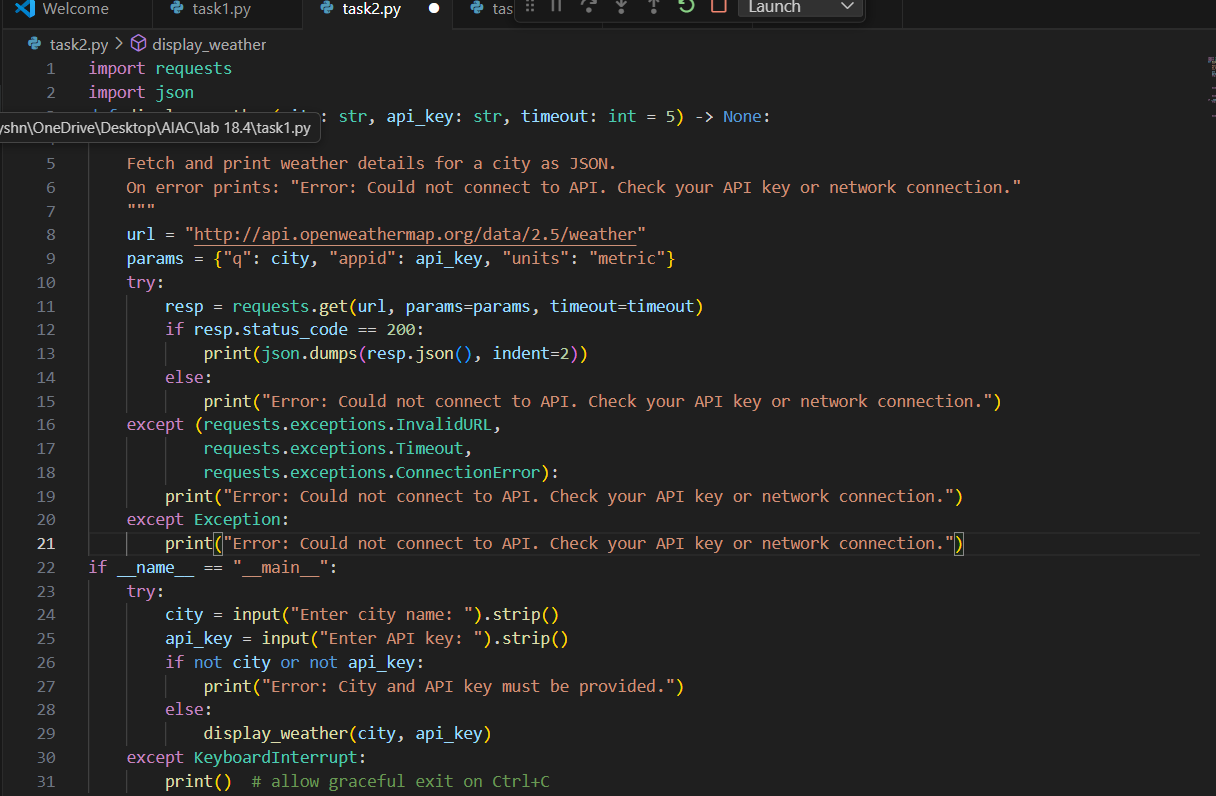 Welcome task1.py task2.py tas Launch
task2.py > display_weather
1 import requests
2 import json
: str, api_key: str, timeout: int = 5) -> None:
yshn\OneDrive\Desktop\AIAC\lab 18.4\task1.py
5 Fetch and print weather details for a city as JSON.
6 On error prints: "Error: Could not connect to API. Check your API key or network connection."
7 """
8 url = "http://api.openweathermap.org/data/2.5/weather"
9 params = {"q": city, "appid": api_key, "units": "metric"}
10 try:
11 resp = requests.get(url, params=params, timeout=timeout)
12 if resp.status_code == 200:
13 print(json.dumps(resp.json(), indent=2))
14 else:
15 print("Error: Could not connect to API. Check your API key or network connection.")
16 except (requests.exceptions.InvalidURL,
17 requests.exceptions.Timeout,
18 requests.exceptions.ConnectionError):
19 print("Error: Could not connect to API. Check your API key or network connection.")
20 except Exception:
21 print("Error: Could not connect to API. Check your API key or network connection.")
22 if __name__ == "__main__":
23 try:
24 city = input("Enter city name: ").strip()
25 api_key = input("Enter API key: ").strip()
26 if not city or not api_key:
27 print("Error: City and API key must be provided.")
28 else:
29 display_weather(city, api_key)
30 except KeyboardInterrupt:
31 print() # allow graceful exit on Ctrl+C